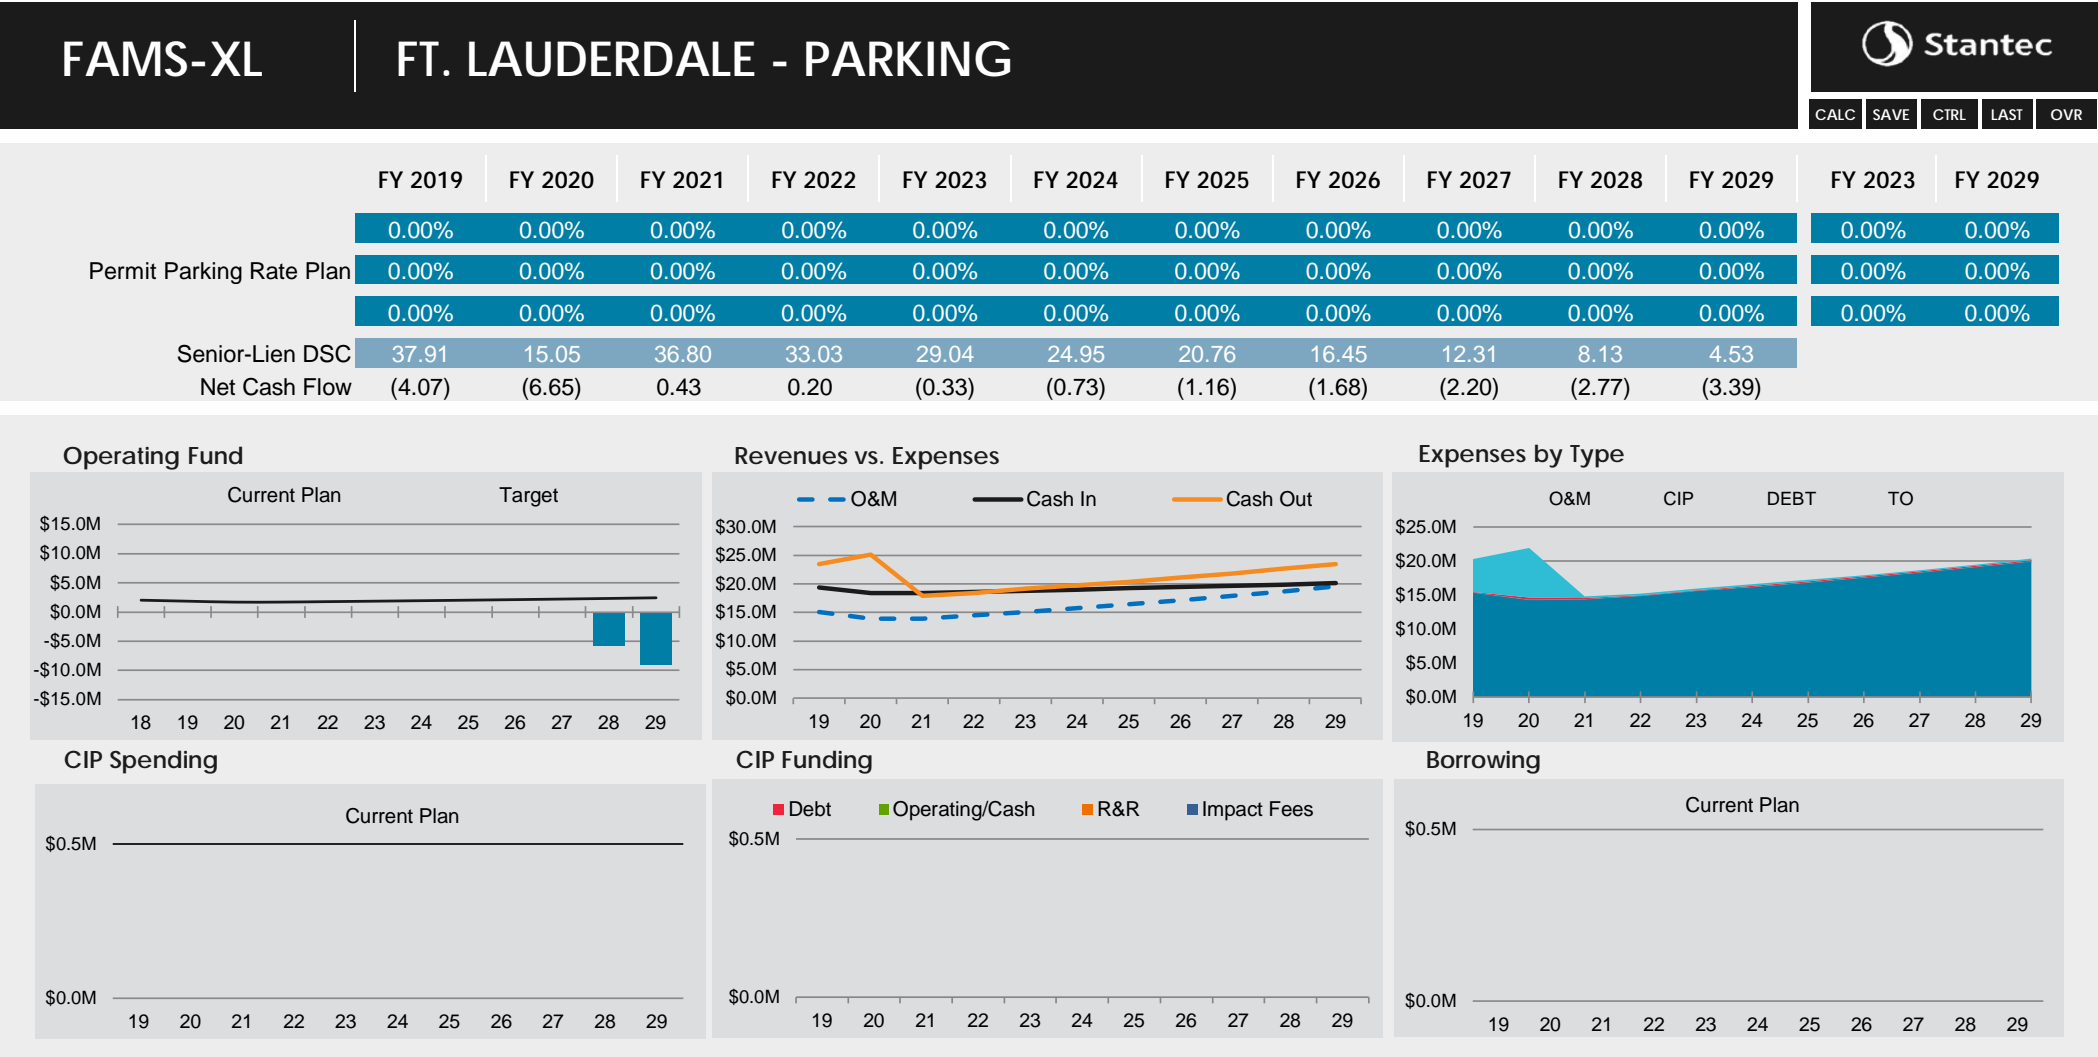 FAMS-XL
FT. LAUDERDALE - PARKING
Stantec
CALC SAVE CTRL LAST OVR
FY 2019 FY 2020 FY 2021 FY 2022 FY 2023 FY 2024 FY 2025 FY 2026 FY 2027 FY 2028 FY 2029 FY 2023 FY 2029
0.00% 0.00% 0.00% 0.00% 0.00% 0.00% 0.00% 0.00% 0.00% 0.00% 0.00% 0.00% 0.00%
Permit Parking Rate Plan 0.00% 0.00% 0.00% 0.00% 0.00% 0.00% 0.00% 0.00% 0.00% 0.00% 0.00% 0.00% 0.00%
0.00% 0.00% 0.00% 0.00% 0.00% 0.00% 0.00% 0.00% 0.00% 0.00% 0.00% 0.00% 0.00%
Senior-Lien DSC 37.91 15.05 36.80 33.03 29.04 24.95 20.76 16.45 12.31 8.13 4.53
Net Cash Flow (4.07) (6.65) 0.43 0.20 (0.33) (0.73) (1.16) (1.68) (2.20) (2.77) (3.39)
Operating Fund
Current Plan Target
$15.0M
$10.0M
$5.0M
$0.0M
-$5.0M
-$10.0M
-$15.0M
18 19 20 21 22 23 24 25 26 27 28 29
Revenues vs. Expenses
O&M Cash In Cash Out
$30.0M
$25.0M
$20.0M
$15.0M
$10.0M
$5.0M
$0.0M
19 20 21 22 23 24 25 26 27 28 29
Expenses by Type
O&M CIP DEBT TO
$25.0M
$20.0M
$15.0M
$10.0M
$5.0M
$0.0M
19 20 21 22 23 24 25 26 27 28 29
CIP Spending
Current Plan
$0.5M
$0.0M
19 20 21 22 23 24 25 26 27 28 29
CIP Funding
Debt Operating/Cash R&R Impact Fees
$0.5M
$0.0M
19 20 21 22 23 24 25 26 27 28 29
Borrowing
Current Plan
$0.5M
$0.0M
19 20 21 22 23 24 25 26 27 28 29